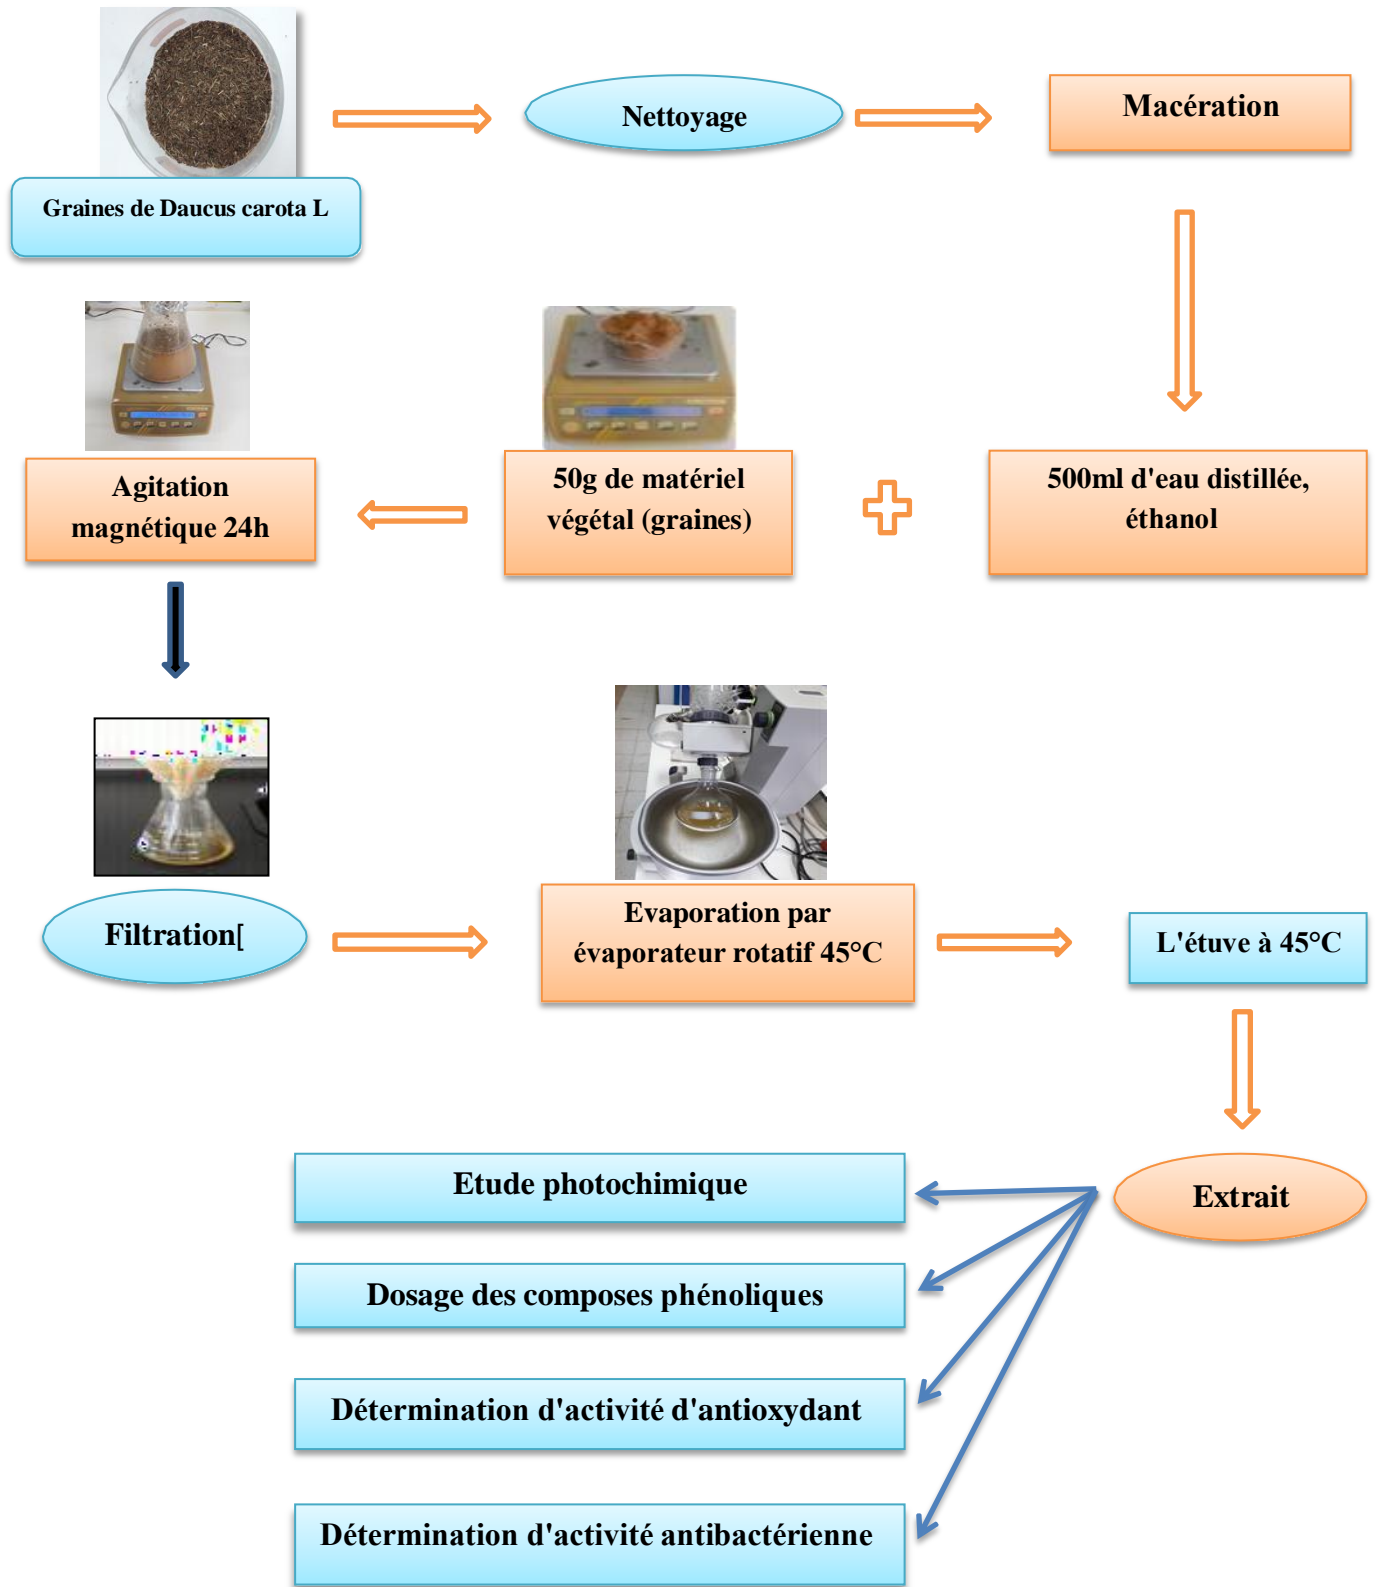 Graines de Daucus carota L
Nettoyage
Macération
500ml d'eau distillée,
éthanol
50g de matériel
végétal (graines)
Agitation
magnétique 24h
Filtration[
Evaporation par
évaporateur rotatif 45°C
L'étuve à 45°C
Extrait
Etude photochimique
Dosage des composes phénoliques
Détermination d'activité d'antioxydant
Détermination d'activité antibactérienne